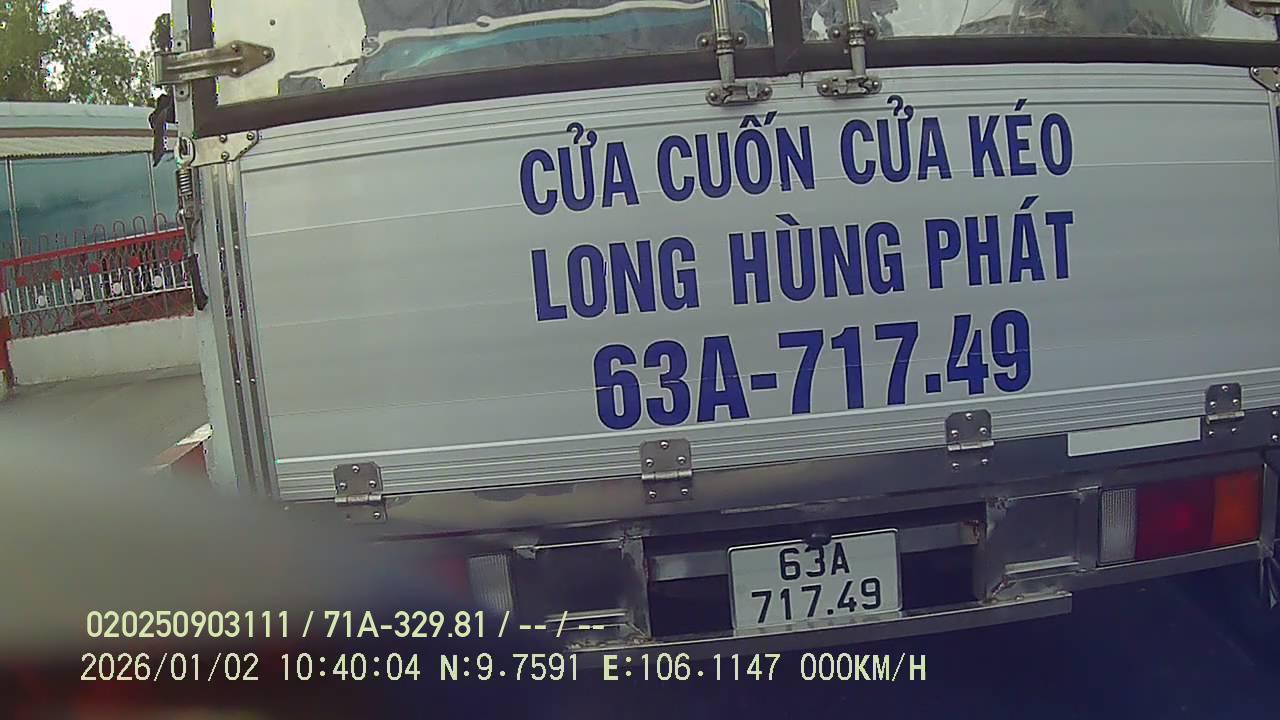 CỬA CUỐN CỬA KÉO
LONG HÙNG PHÁT
63A-717.49
63A
717.49
020250903111 / 71A-329.81 / -- / --
2026/01/02 10:40:04 N:9.7591 E:106.1147 000KM/H